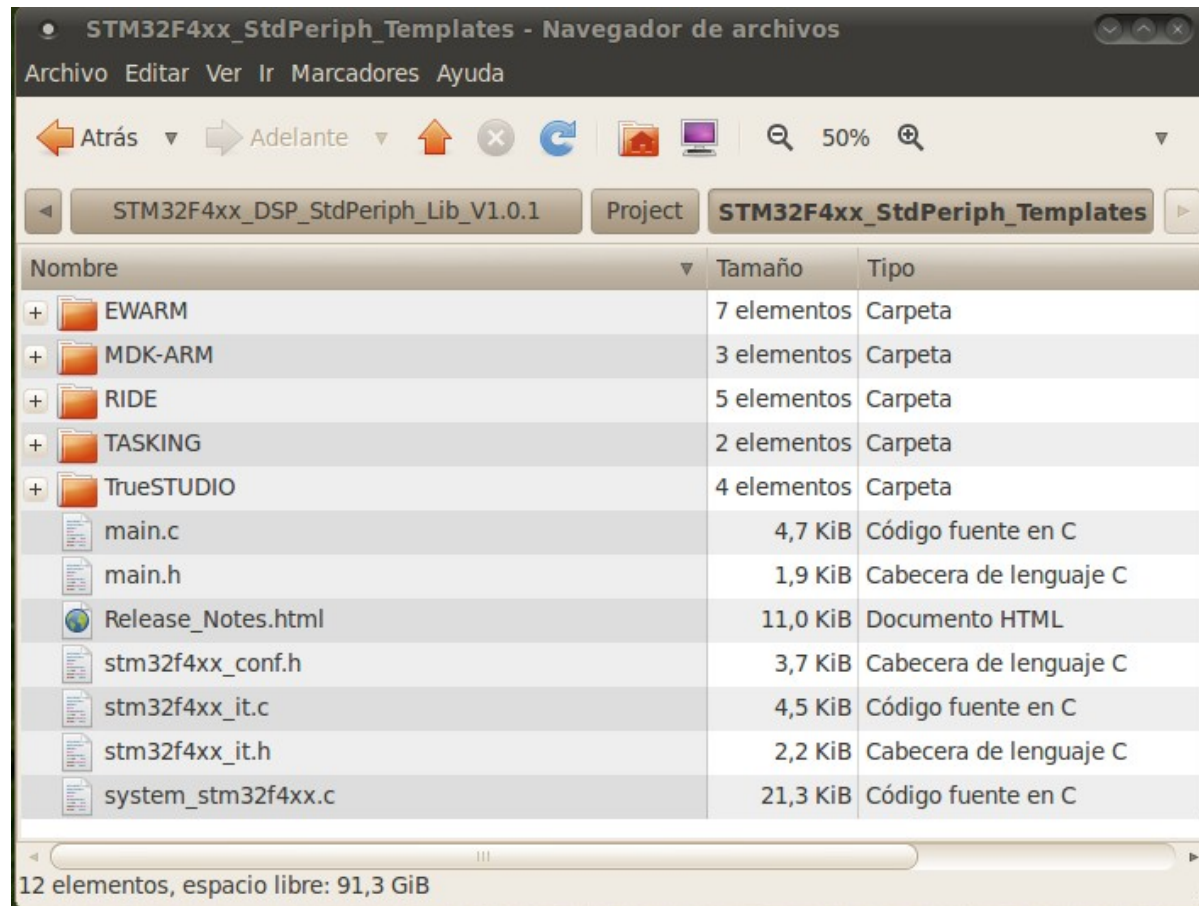 STM32F4xx_StdPeriph_Templates - Navegador de archivos
Archivo Editar Ver Ir Marcadores Ayuda
Atrás Adelante 50%
STM32F4xx_DSP_StdPeriph_Lib_V1.0.1 Project STM32F4xx_StdPeriph_Templates
Nombre Tamaño Tipo
EWARM 7 elementos Carpeta
MDK-ARM 3 elementos Carpeta
RIDE 5 elementos Carpeta
TASKING 2 elementos Carpeta
TrueSTUDIO 4 elementos Carpeta
main.c 4,7 KiB Código fuente en C
main.h 1,9 KiB Cabecera de lenguaje C
Release_Notes.html 11,0 KiB Documento HTML
stm32f4xx_conf.h 3,7 KiB Cabecera de lenguaje C
stm32f4xx_it.c 4,5 KiB Código fuente en C
stm32f4xx_it.h 2,2 KiB Cabecera de lenguaje C
system_stm32f4xx.c 21,3 KiB Código fuente en C
12 elementos, espacio libre: 91,3 GiB